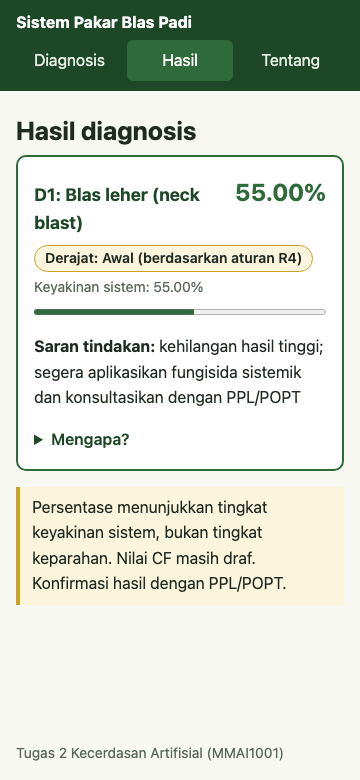 Sistem Pakar Blas Padi
Diagnosis
Hasil
Tentang
Hasil diagnosis
D1: Blas leher (neck
blast)
55.00%
Derajat: Awal (berdasarkan aturan R4)
Keyakinan sistem: 55.00%
Saran tindakan: kehilangan hasil tinggi;
segera aplikasikan fungisida sistemik
dan konsultasikan dengan PPL/POPT
Mengapa?
Persentase menunjukkan tingkat
keyakinan sistem, bukan tingkat
keparahan. Nilai CF masih draf.
Konfirmasi hasil dengan PPL/POPT.
Tugas 2 Kecerdasan Artifisial (MMAI1001)